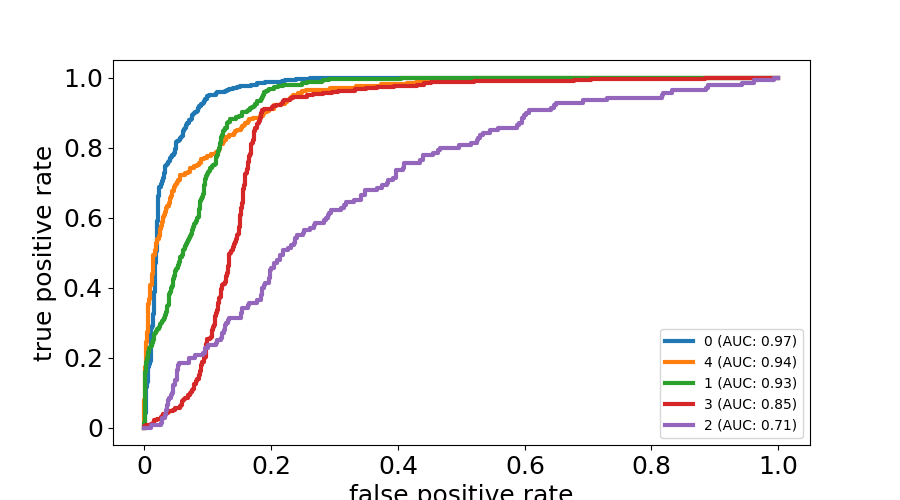 1.0
0.8
0.6
0.4
0.2
0
true positive rate
0 (AUC: 0.97)
4 (AUC: 0.94)
1 (AUC: 0.93)
3 (AUC: 0.85)
2 (AUC: 0.71)
0 0.2 0.4 0.6 0.8 1.0
false positive rate